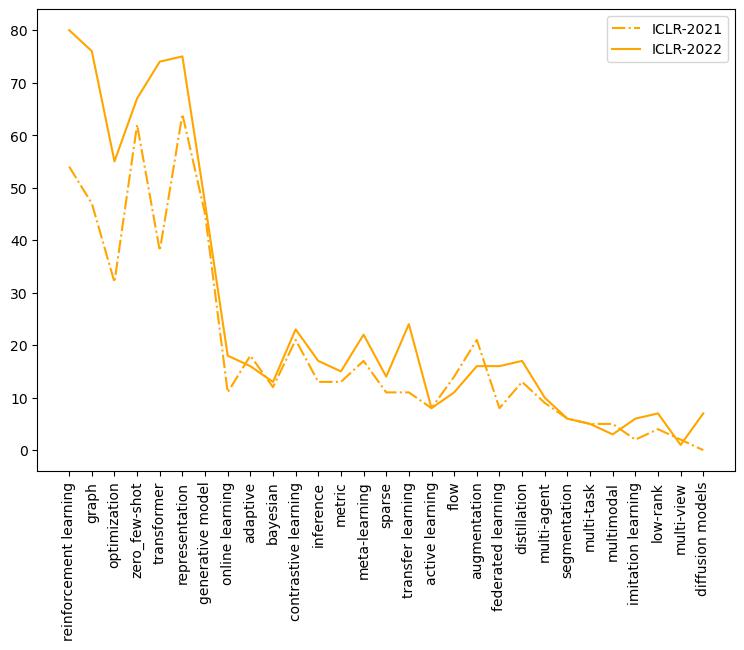 ICLR-2021
ICLR-2022
80
70
60
50
40
30
20
10
0
reinforcement learning
graph
optimization
zero_few-shot
transformer
representation
generative model
online learning
adaptive
bayesian
contrastive learning
inference
metric
meta-learning
sparse
transfer learning
active learning
flow
augmentation
federated learning
distillation
multi-agent
segmentation
multi-task
multimodal
imitation learning
low-rank
multi-view
diffusion models